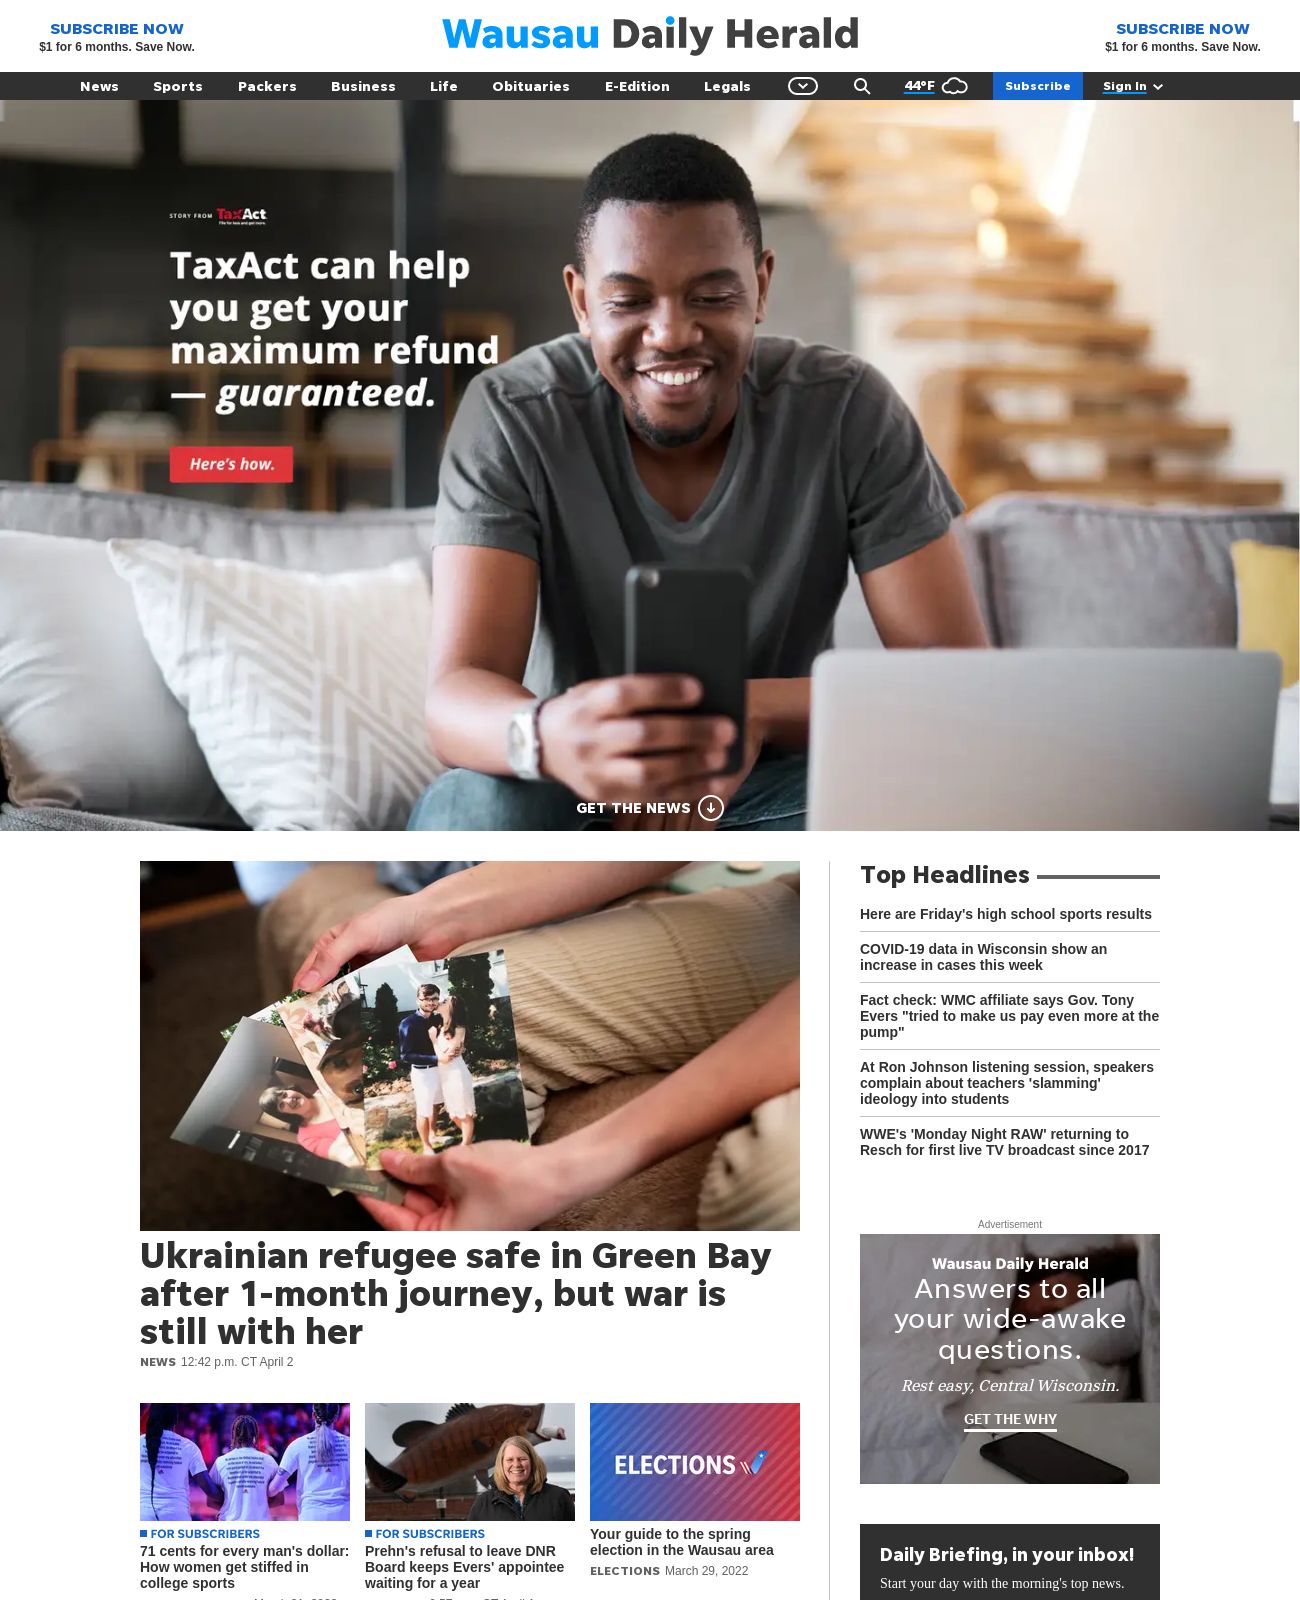 SUBSCRIBE NOW
$1 for 6 months. Save Now.
Wausau Daily Herald
SUBSCRIBE NOW
$1 for 6 months. Save Now.
News Sports Packers Business Life Obituaries E-Edition Legals 44°F Subscribe Sign In
STORY FROM TaxAct
File for less and get more.
TaxAct can help
you get your
maximum refund
— guaranteed.
Here's how.
GET THE NEWS
Ukrainian refugee safe in Green Bay
after 1-month journey, but war is
still with her
NEWS 12:42 p.m. CT April 2
FOR SUBSCRIBERS
71 cents for every man's dollar:
How women get stiffed in
college sports
FOR SUBSCRIBERS
Prehn's refusal to leave DNR
Board keeps Evers' appointee
waiting for a year
ELECTIONS
Your guide to the spring
election in the Wausau area
ELECTIONS March 29, 2022
Top Headlines
Here are Friday's high school sports results
COVID-19 data in Wisconsin show an
increase in cases this week
Fact check: WMC affiliate says Gov. Tony
Evers "tried to make us pay even more at the
pump"
At Ron Johnson listening session, speakers
complain about teachers 'slamming'
ideology into students
WWE's 'Monday Night RAW' returning to
Resch for first live TV broadcast since 2017
Advertisement
Wausau Daily Herald
Answers to all
your wide-awake
questions.
Rest easy, Central Wisconsin.
GET THE WHY
Daily Briefing, in your inbox!
Start your day with the morning's top news.